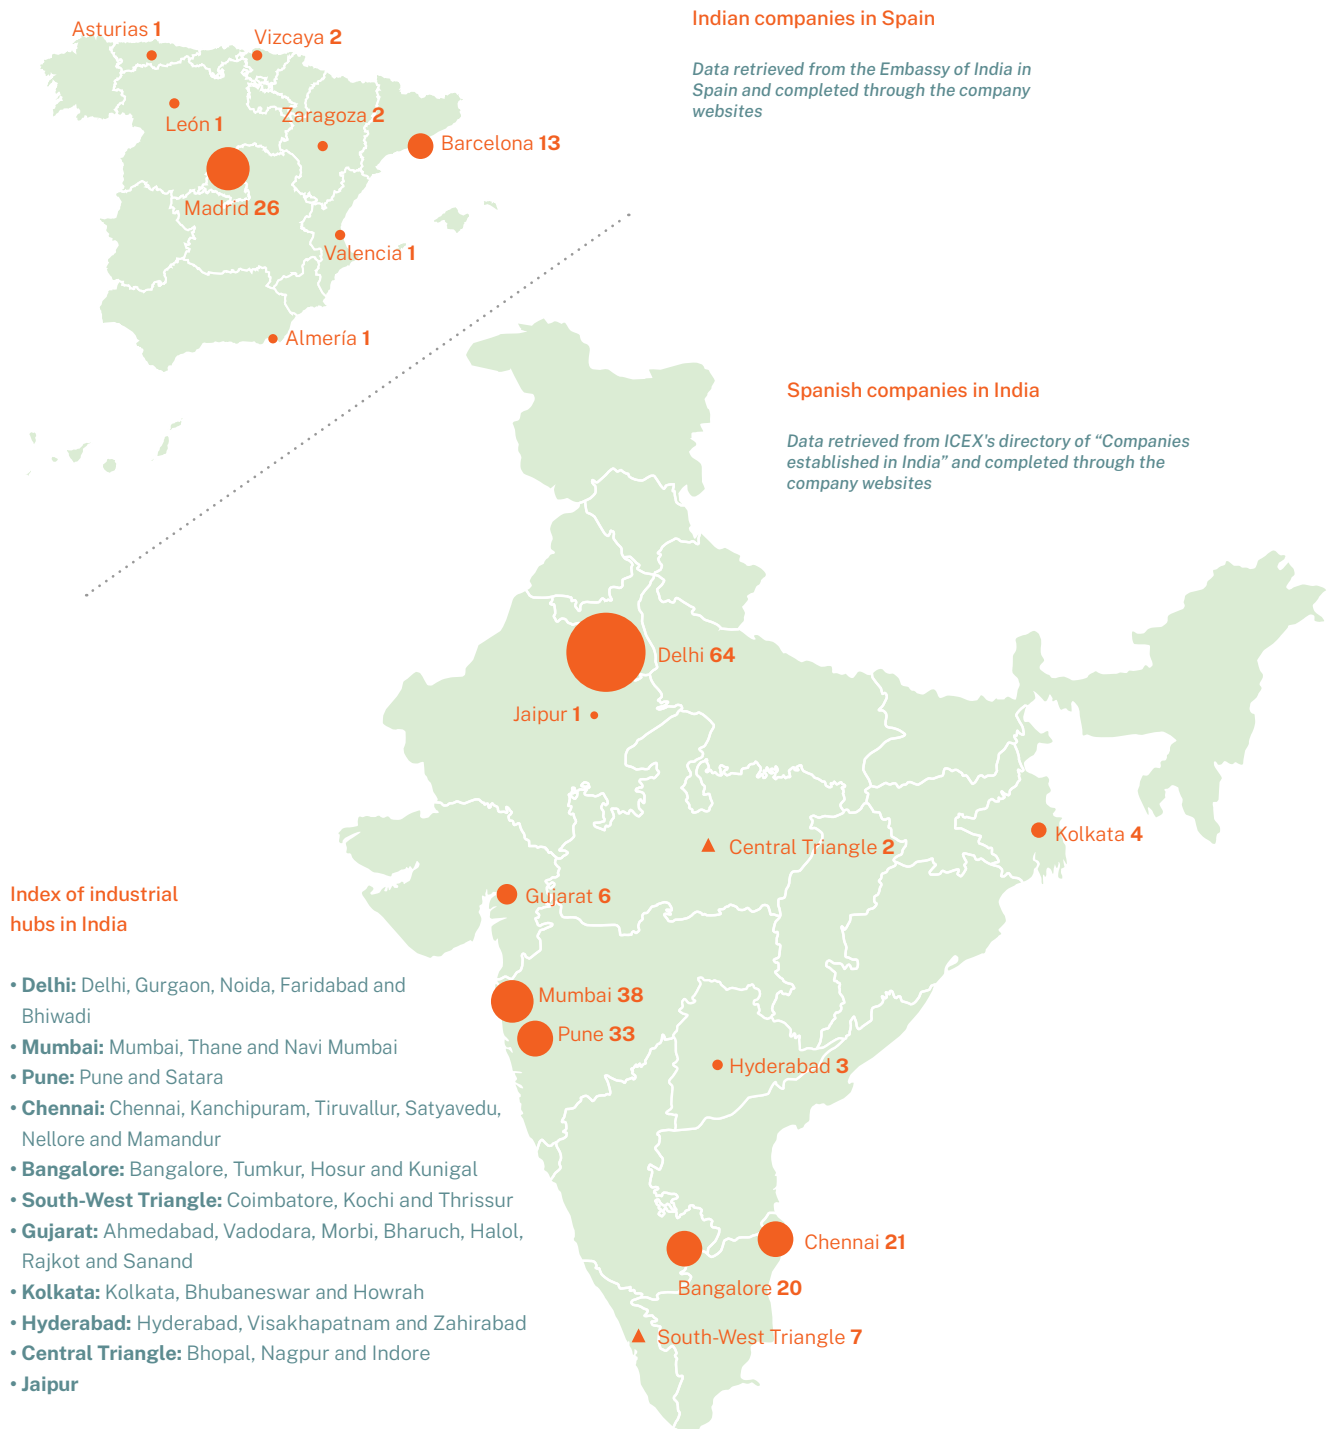 Indian companies in Spain
Data retrieved from the Embassy of India in
Spain and completed through the company
websites
Asturias 1
Vizcaya 2
León 1
Zaragoza 2
Barcelona 13
Madrid 26
Valencia 1
Almería 1
Spanish companies in India
Data retrieved from ICEX's directory of “Companies
established in India” and completed through the
company websites
Delhi 64
Jaipur 1
Kolkata 4
Central Triangle 2
Gujarat 6
Mumbai 38
Pune 33
Hyderabad 3
Chennai 21
Bangalore 20
South-West Triangle 7
Index of industrial
hubs in India
• Delhi: Delhi, Gurgaon, Noida, Faridabad and
Bhiwadi
• Mumbai: Mumbai, Thane and Navi Mumbai
• Pune: Pune and Satara
• Chennai: Chennai, Kanchipuram, Tiruvallur, Satyavedu,
Nellore and Mamandur
• Bangalore: Bangalore, Tumkur, Hosur and Kunigal
• South-West Triangle: Coimbatore, Kochi and Thrissur
• Gujarat: Ahmedabad, Vadodara, Morbi, Bharuch, Halol,
Rajkot and Sanand
• Kolkata: Kolkata, Bhubaneswar and Howrah
• Hyderabad: Hyderabad, Visakhapatnam and Zahirabad
• Central Triangle: Bhopal, Nagpur and Indore
• Jaipur